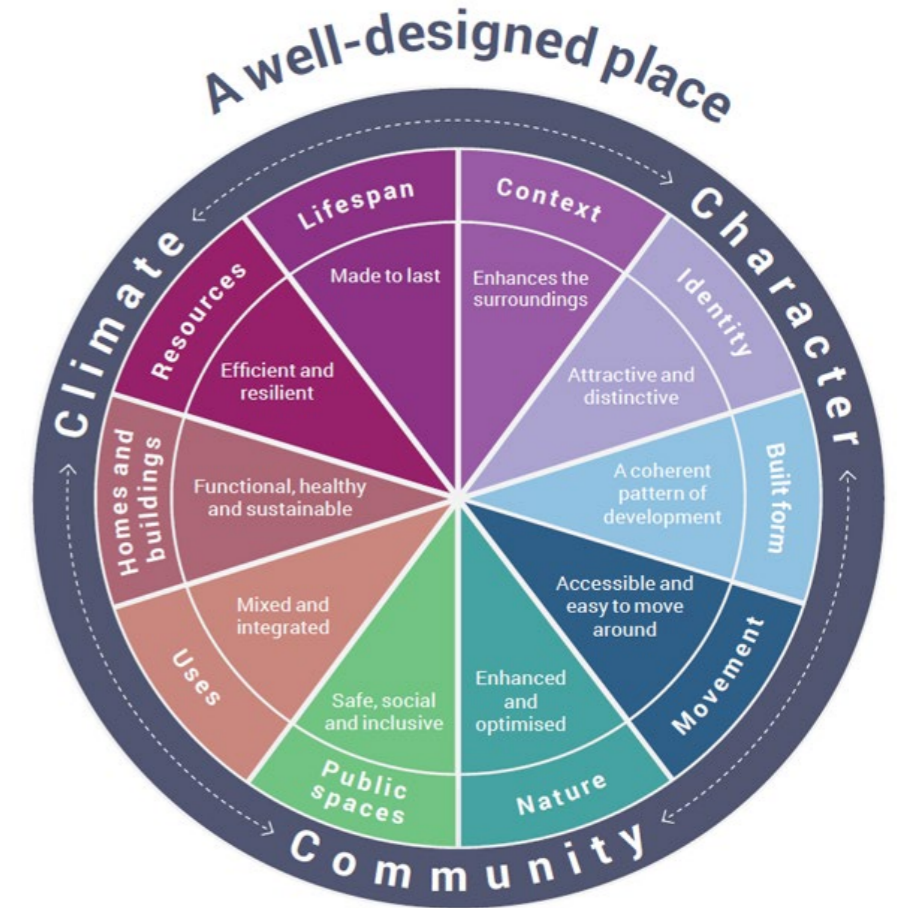 A well-designed place
Climate
Character
Community
Context
Enhances the
surroundings
Identity
Attractive and
distinctive
Built form
A coherent
pattern of
development
Movement
Accessible and
easy to move
around
Nature
Enhanced
and
optimised
Public
spaces
Safe, social
and inclusive
Uses
Mixed and
integrated
Homes and
buildings
Functional, healthy
and sustainable
Resources
Efficient and
resilient
Lifespan
Made to last